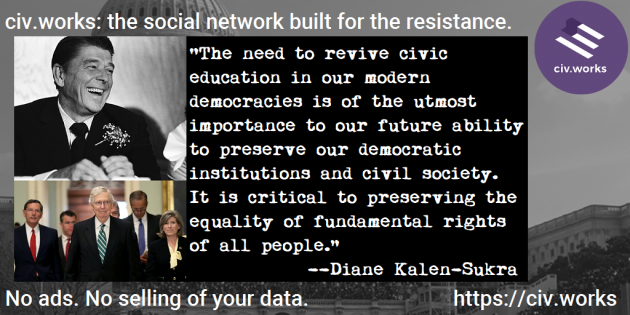 civ.works: the social network built for the resistance.
civ.works
"The need to revive civic
education in our modern
democracies is of the utmost
importance to our future ability
to preserve our democratic
institutions and civil society.
It is critical to preserving the
equality of fundamental rights
of all people."
--Diane Kalen-Sukra
No ads. No selling of your data.
https://civ.works